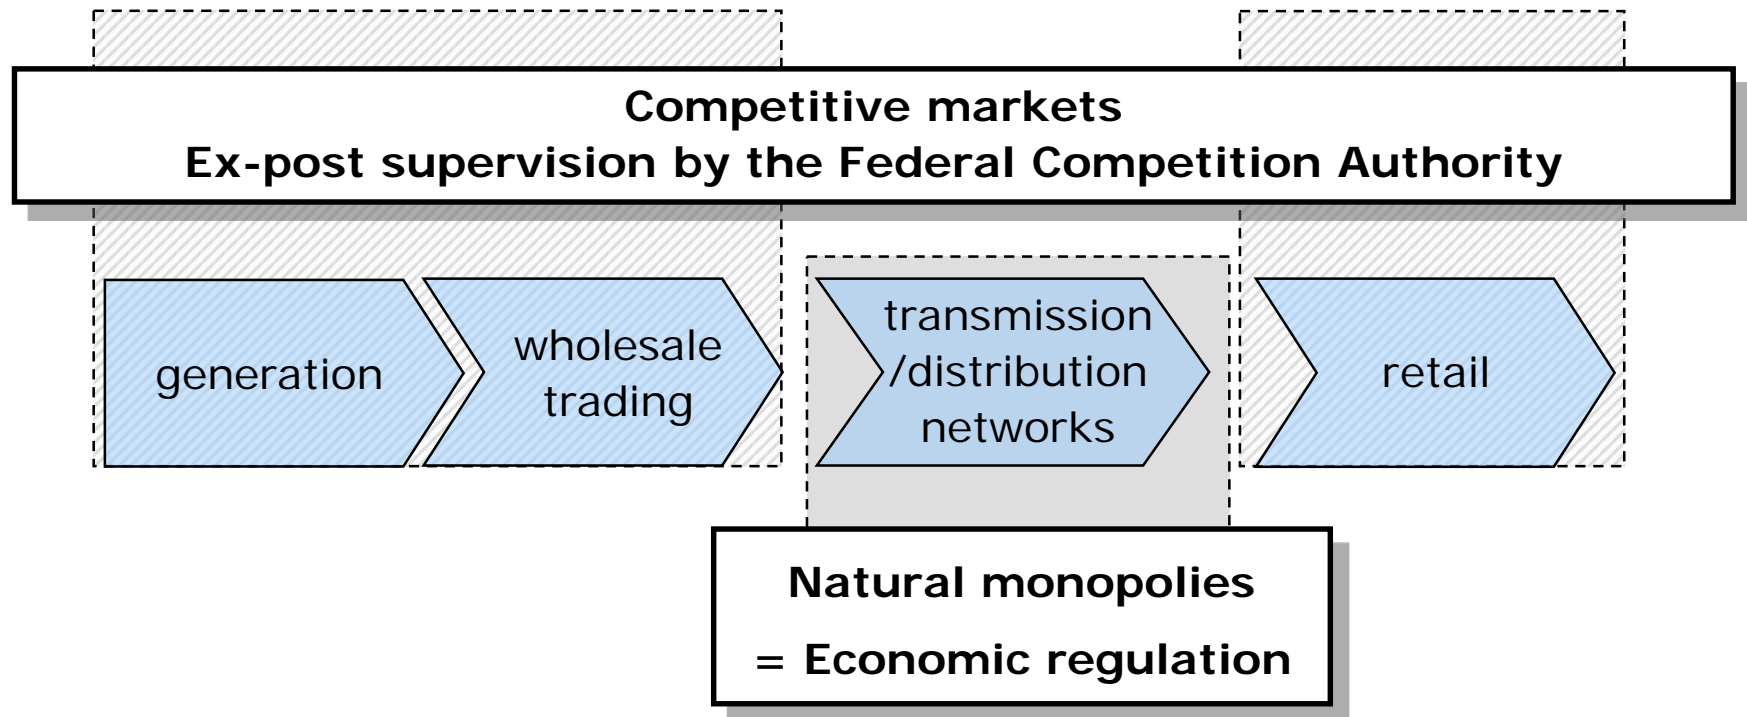 Competitive markets
Ex-post supervision by the Federal Competition Authority
generation
wholesale
trading
transmission
/distribution
networks
retail
Natural monopolies
= Economic regulation